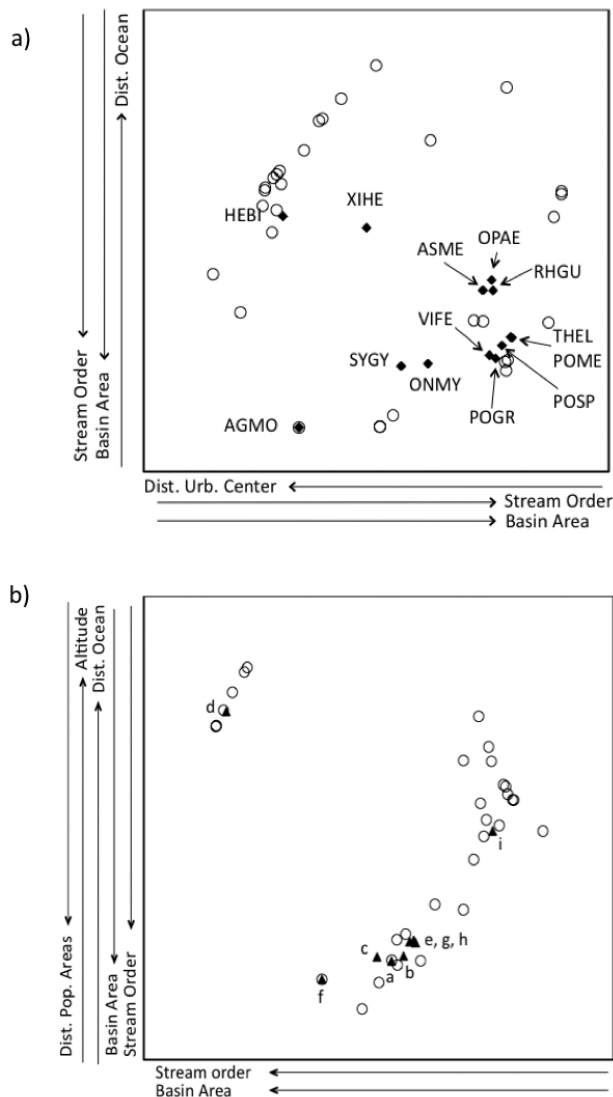 a)
Dist. Ocean
Stream Order
Basin Area
HEBI
XIHE
OPAE
ASME
RHGU
VIFE
THEL
POME
SYGY
ONMY
POSP
POGR
AGMO
Dist. Urb. Center
Stream Order
Basin Area
b)
Altitude
Dist. Ocean
Dist. Pop. Areas
Basin Area
Stream Order
d
i
e, g, h
c
a
b
f
Stream order
Basin Area